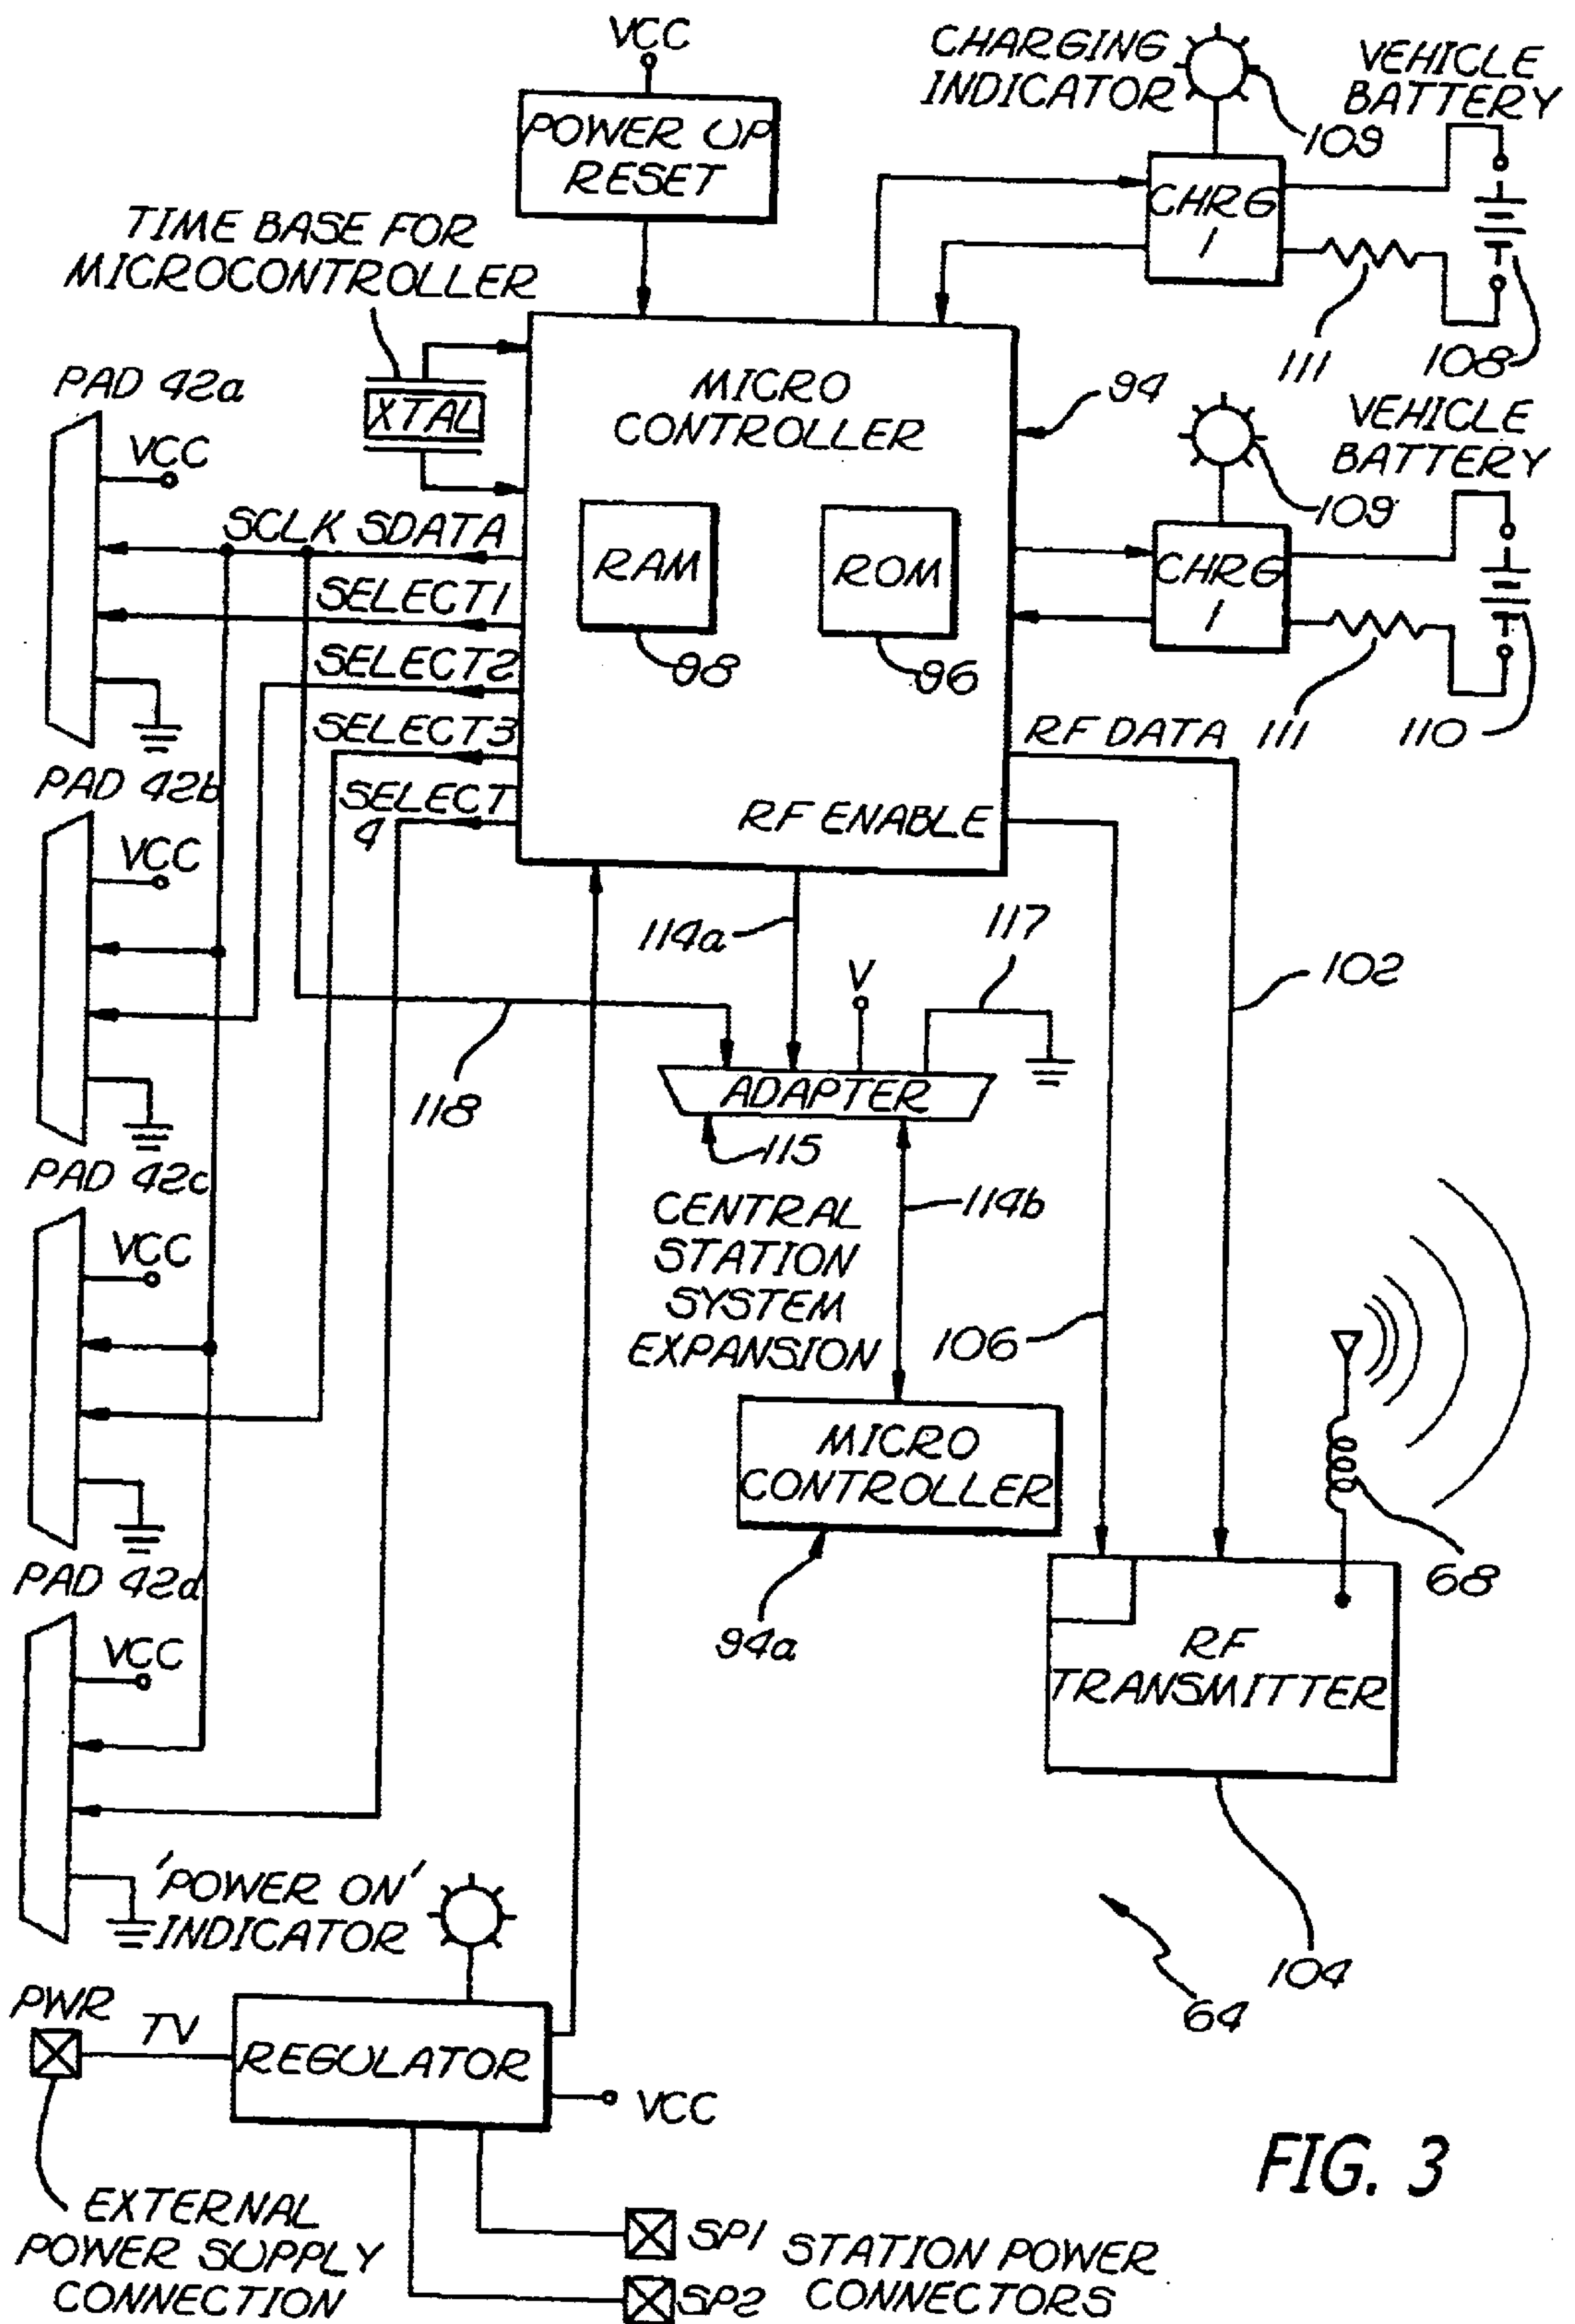 VCC
POWER UP
RESET
CHARGING
INDICATOR
109
VEHICLE
BATTERY
CHRG
1
111
108
TIME BASE FOR
MICROCONTROLLER
XTAL
MICRO
CONTROLLER
94
RAM
98
ROM
96
VEHICLE
BATTERY
109
CHRG
1
111
110
PAD 42a
VCC
SCLK SDATA
SELECT1
SELECT2
SELECT3
SELECT
4
RF DATA
RF ENABLE
PAD 42b
VCC
114a
V
117
102
118
ADAPTER
115
114b
CENTRAL
STATION
SYSTEM
EXPANSION
106
PAD 42c
VCC
MICRO
CONTROLLER
94a
68
RF
TRANSMITTER
104
64
PAD 42d
VCC
'POWER ON'
INDICATOR
PWR
TV
REGULATOR
VCC
EXTERNAL
POWER SUPPLY
CONNECTION
SP1
SP2
STATION POWER
CONNECTORS
FIG. 3